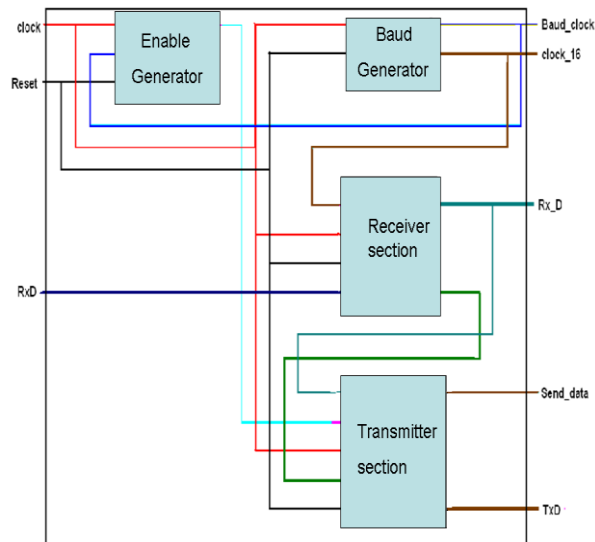 clock
Enable
Generator
Baud
Generator
Baud_clock
clock_16
Reset
Receiver
section
Rx_D
RxD
Transmitter
section
Send_data
TxD